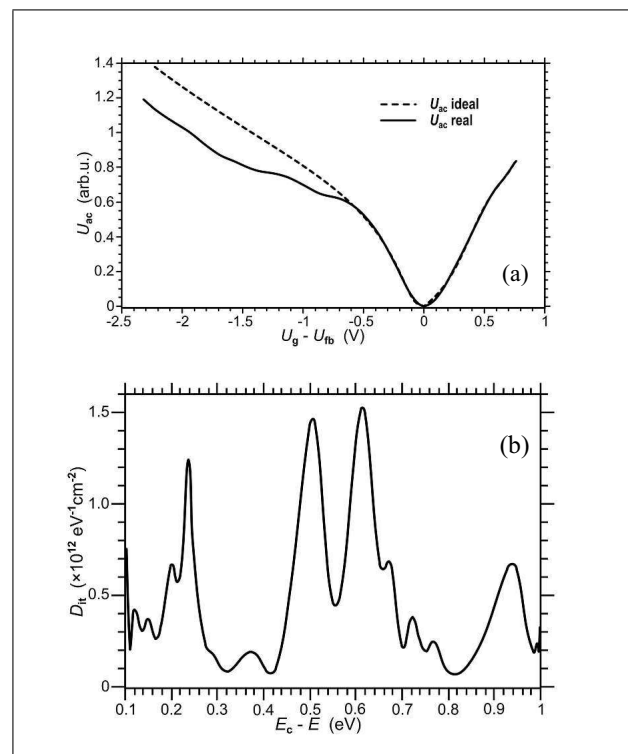 1.4
1.2
1
0.8
0.6
0.4
0.2
0
U_ac (arb.u.)
U_ac ideal
U_ac real
(a)
-2.5 -2 -1.5 -1 -0.5 0 0.5 1
U_g - U_fb (V)
1.5
1.0
0.5
0
D_it (×10^12 eV^-1cm^-2)
(b)
0.1 0.2 0.3 0.4 0.5 0.6 0.7 0.8 0.9 1
E_c - E (eV)